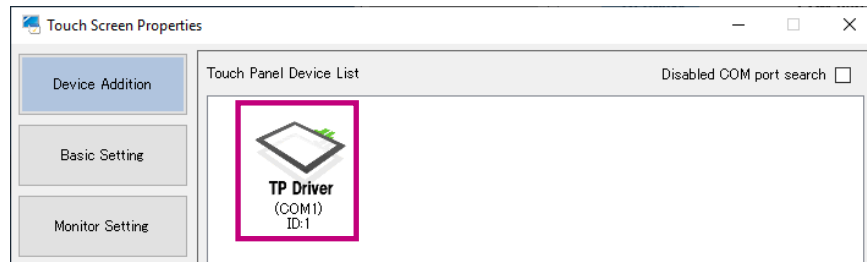 Touch Screen Properties
Device Addition
Touch Panel Device List
Disabled COM port search
Basic Setting
TP Driver
(COM1)
ID:1
Monitor Setting